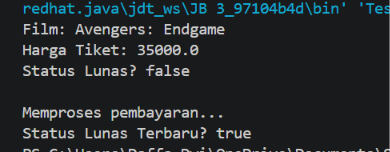 redhat.java\jdt_ws\JB 3_97104b4d\bin' 'Tes
Film: Avengers: Endgame
Harga Tiket: 35000.0
Status Lunas? false
Memproses pembayaran...
Status Lunas Terbaru? true